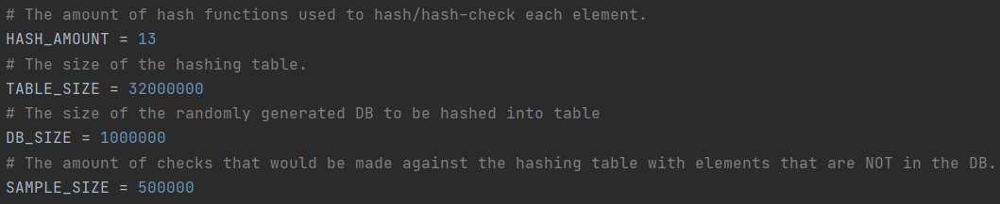 # The amount of hash functions used to hash/hash-check each element.
HASH_AMOUNT = 13
# The size of the hashing table.
TABLE_SIZE = 32000000
# The size of the randomly generated DB to be hashed into table
DB_SIZE = 1000000
# The amount of checks that would be made against the hashing table with elements that are NOT in the DB.
SAMPLE_SIZE = 500000